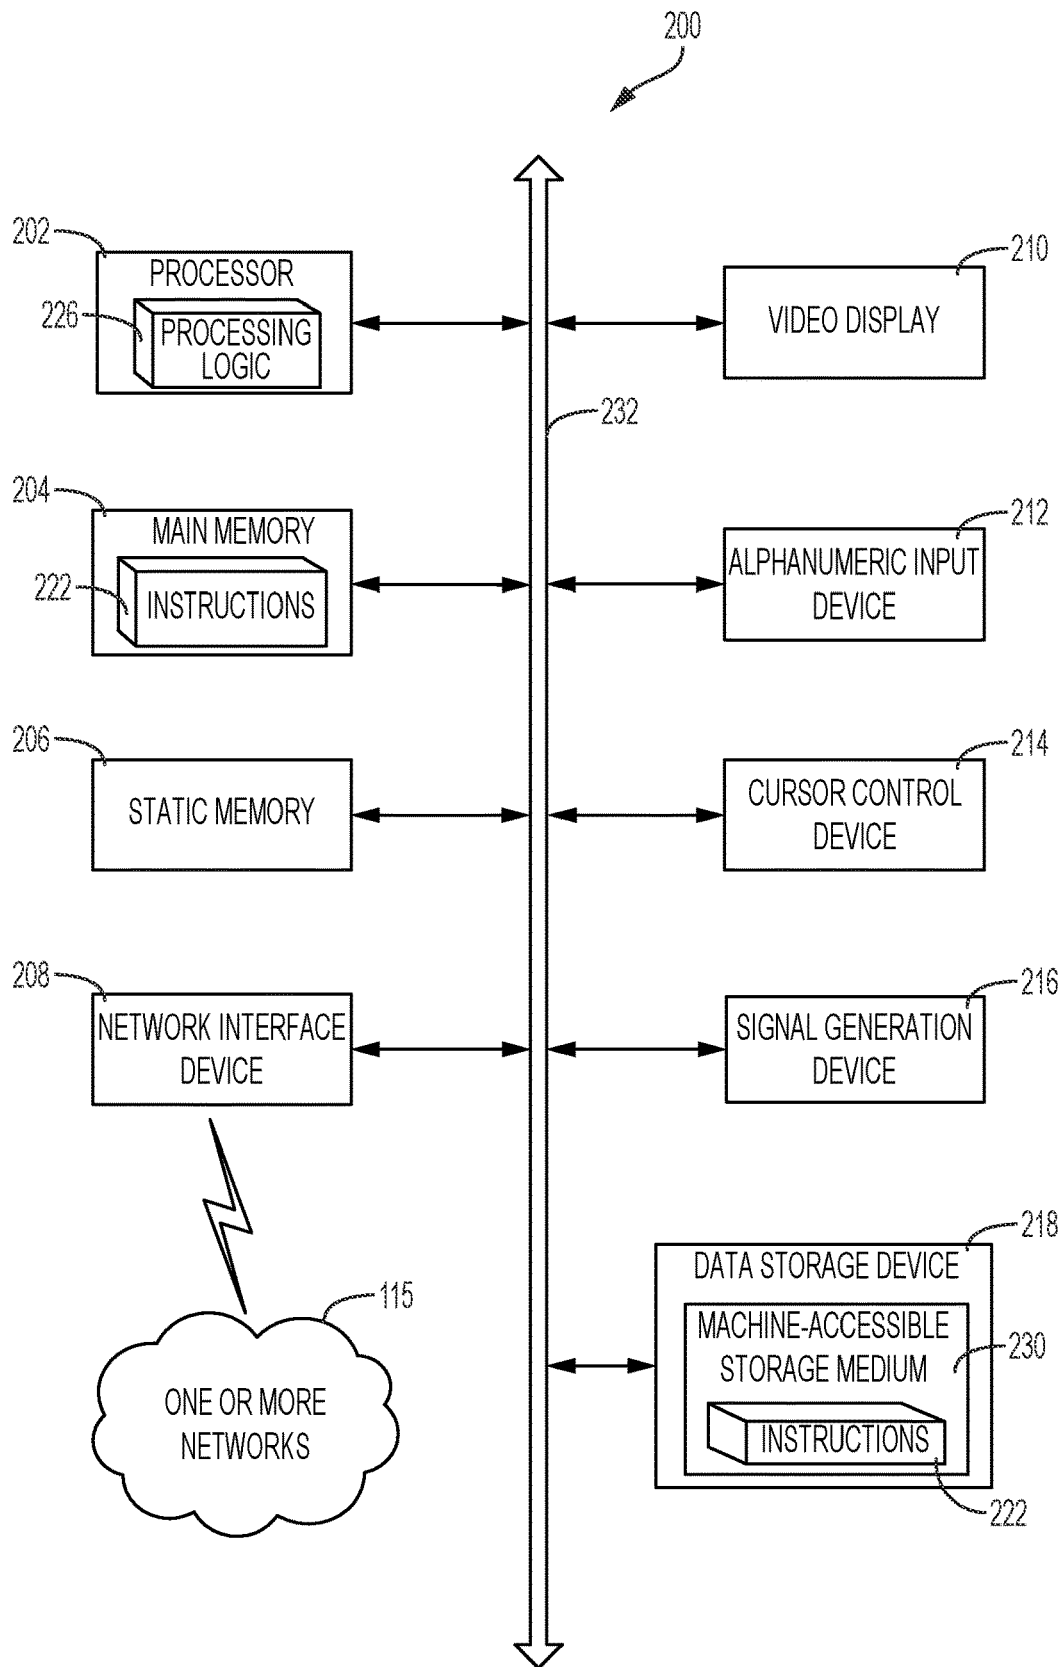 200
202
PROCESSOR
226
PROCESSING
LOGIC
210
VIDEO DISPLAY
232
204
MAIN MEMORY
222
INSTRUCTIONS
212
ALPHANUMERIC INPUT
DEVICE
206
STATIC MEMORY
214
CURSOR CONTROL
DEVICE
208
NETWORK INTERFACE
DEVICE
216
SIGNAL GENERATION
DEVICE
115
ONE OR MORE
NETWORKS
218
DATA STORAGE DEVICE
MACHINE-ACCESSIBLE
STORAGE MEDIUM
230
INSTRUCTIONS
222